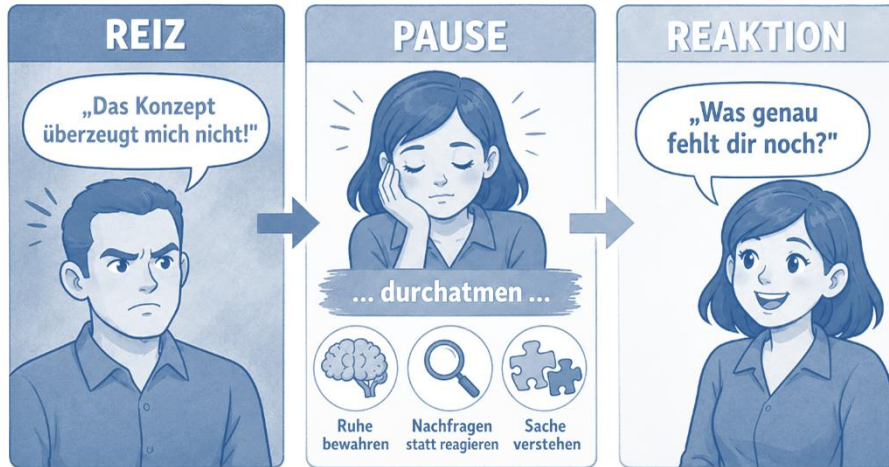 REIZ
„Das Konzept
überzeugt mich nicht!"
PAUSE
... durchatmen ...
Ruhe
bewahren
Nachfragen
statt reagieren
Sache
verstehen
REAKTION
„Was genau
fehlt dir noch?"